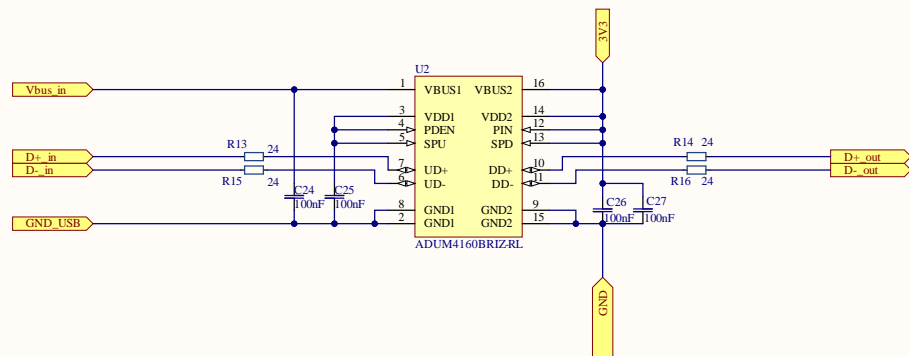 3V3
U2
Vbus_in
1 VBUS1 VBUS2 16
3 VDD1 VDD2 14
4 PDEN PIN 12
5 SPU SPD 13
R13 24
R14 24
D+_in
7 UD+ DD+ 10
D+_out
D-_in
6 UD- DD- 11
D-_out
R15 24
R16 24
C24
100nF
C25
100nF
C26
100nF
C27
100nF
8 GND1 GND2 9
GND_USB
2 GND1 GND2 15
ADUM4160BRIZ-RL
GND